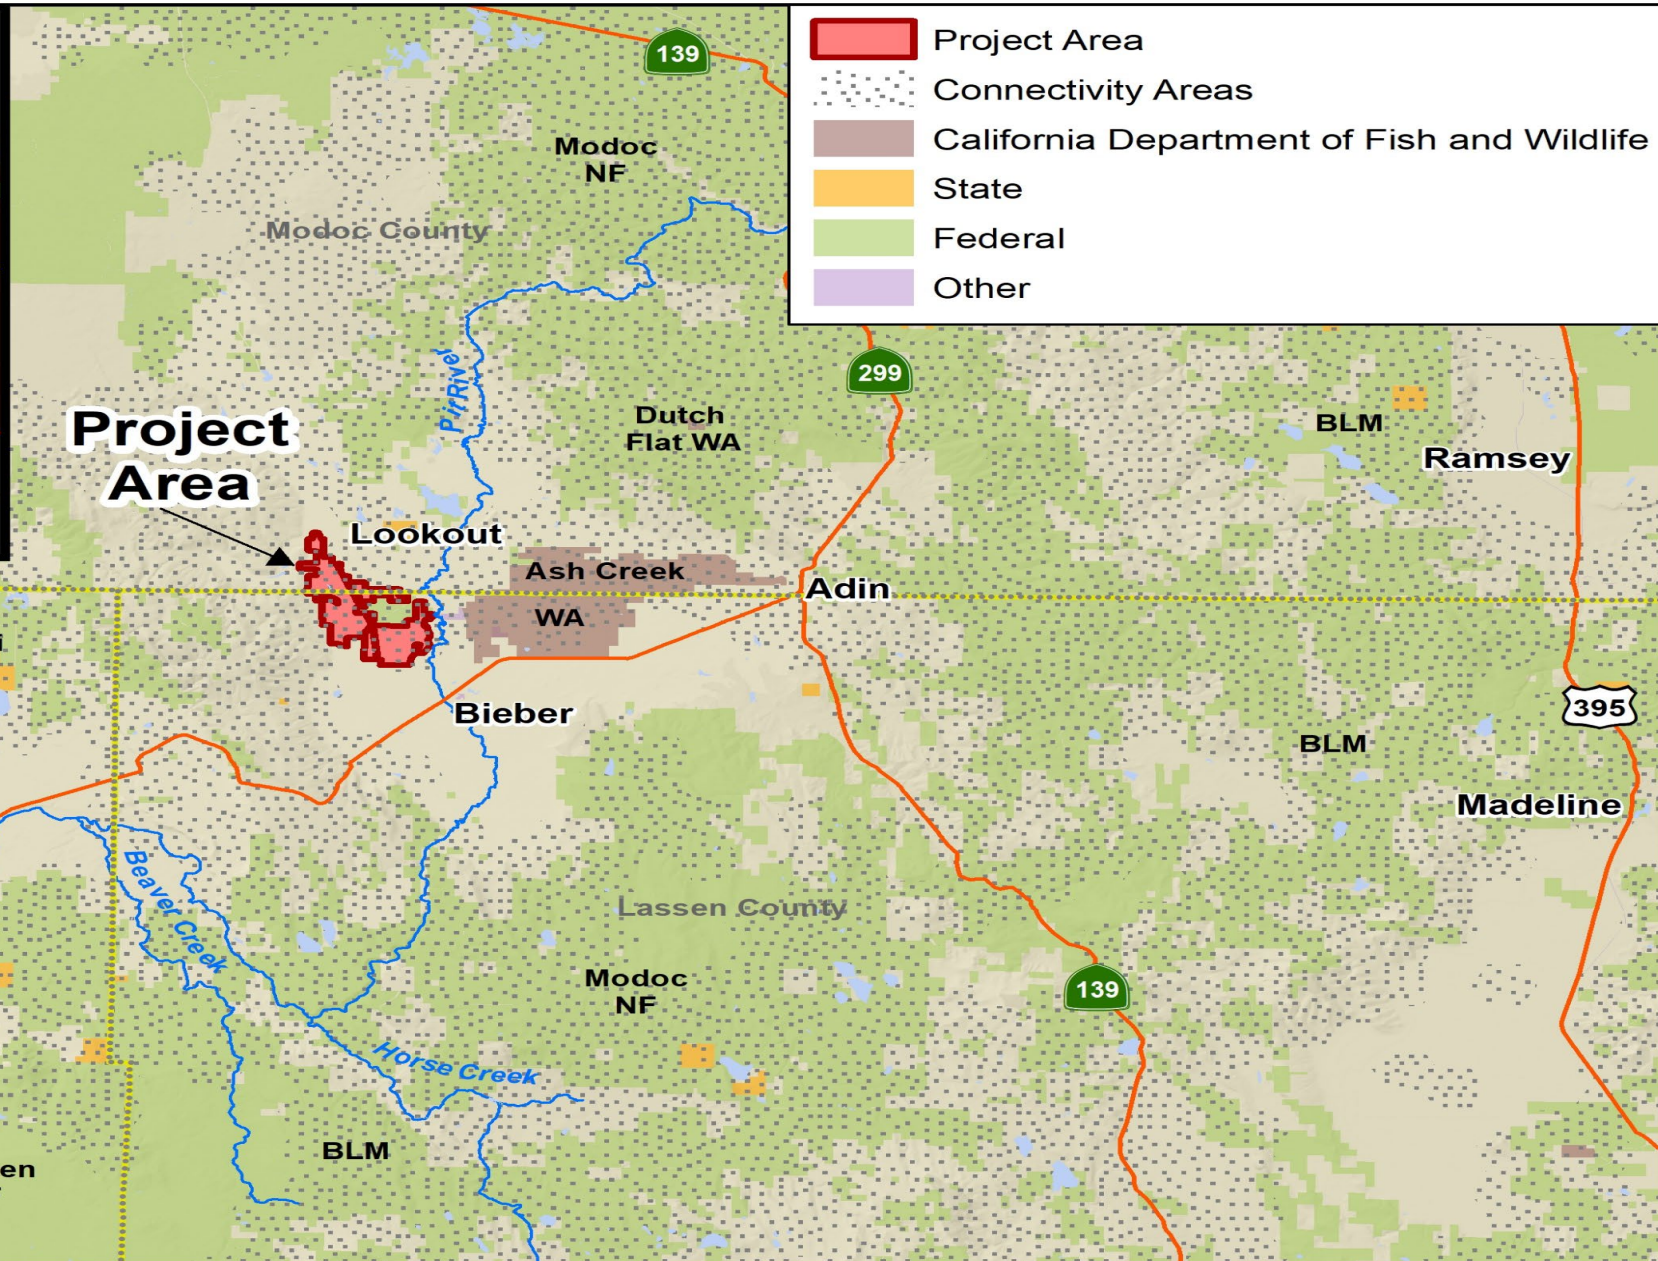 139
Project Area
Connectivity Areas
California Department of Fish and Wildlife
State
Federal
Other
Modoc
NF
Modoc County
299
Pit River
Dutch
Flat WA
BLM
Ramsey
Project
Area
Lookout
Ash Creek
WA
Adin
Bieber
395
BLM
Madeline
Beaver Creek
Lassen County
Modoc
NF
139
Horse Creek
BLM
en